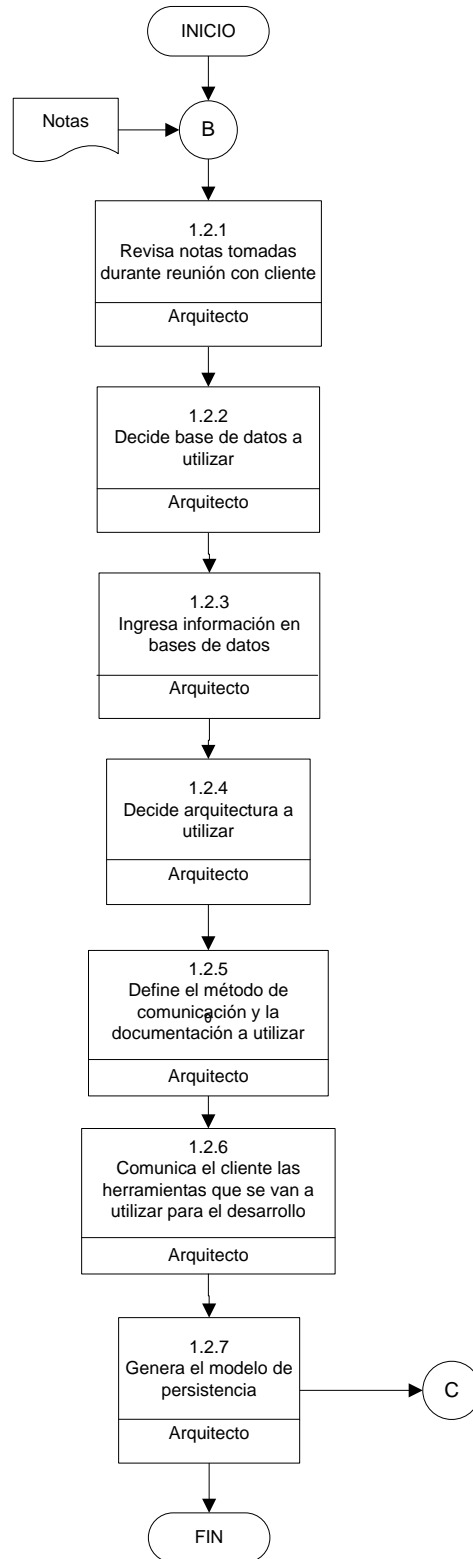 INICIO
Notas
B
1.2.1
Revisa notas tomadas
durante reunión con cliente
Arquitecto
1.2.2
Decide base de datos a
utilizar
Arquitecto
1.2.3
Ingresa información en
bases de datos
Arquitecto
1.2.4
Decide arquitectura a
utilizar
Arquitecto
1.2.5
Define el método de
comunicación y la
documentación a utilizar
Arquitecto
1.2.6
Comunica el cliente las
herramientas que se van a
utilizar para el desarrollo
Arquitecto
1.2.7
Genera el modelo de
persistencia
C
Arquitecto
FIN